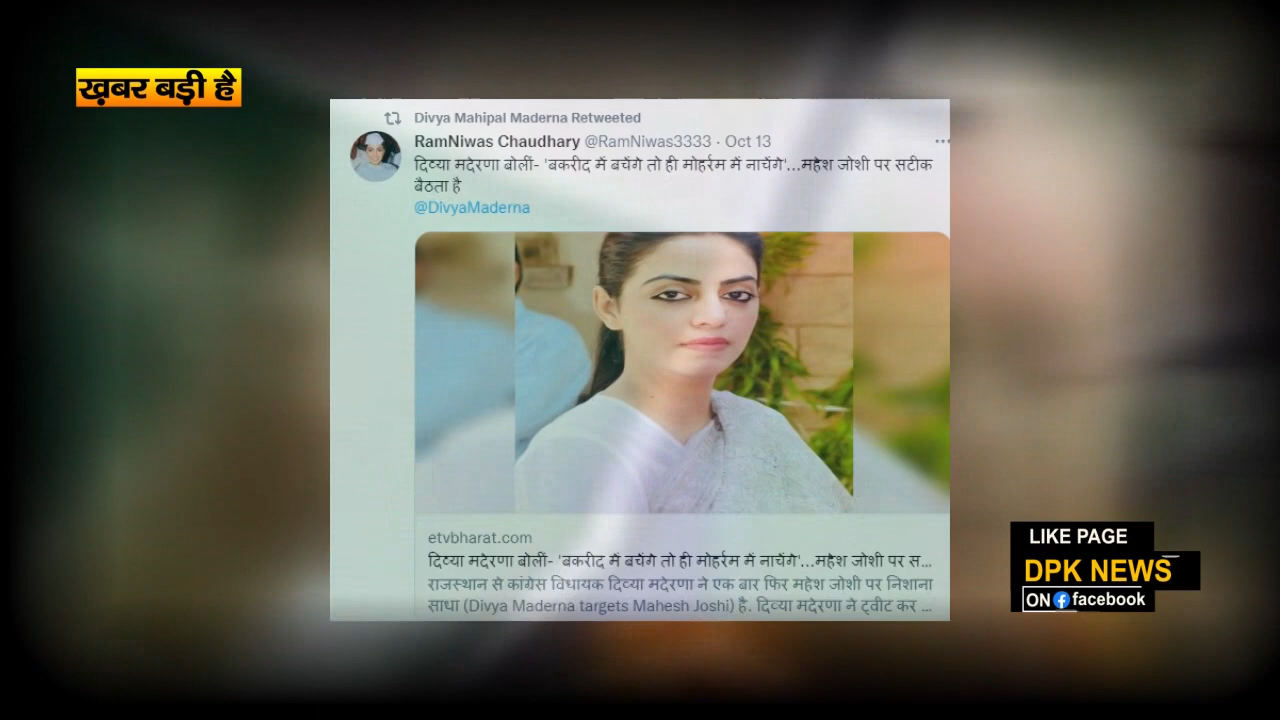 ख़बर बड़ी है
Divya Mahipal Maderna Retweeted
RamNiwas Chaudhary @RamNiwas3333 · Oct 13
दिव्या मदेरणा बोलीं- 'बकरीद में बचेंगे तो ही मोहर्रम में नाचेंगे'...महेश जोशी पर सटीक
बैठता है
@DivyaMaderna
etvbharat.com
दिव्या मदेरणा बोलीं- 'बकरीद में बचेंगे तो ही मोहर्रम में नाचेंगे'...महेश जोशी पर स...
राजस्थान से कांग्रेस विधायक दिव्या मदेरणा ने एक बार फिर महेश जोशी पर निशाना
साधा (Divya Maderna targets Mahesh Joshi) है. दिव्या मदेरणा ने ट्वीट कर ...
LIKE PAGE
DPK NEWS
ON facebook